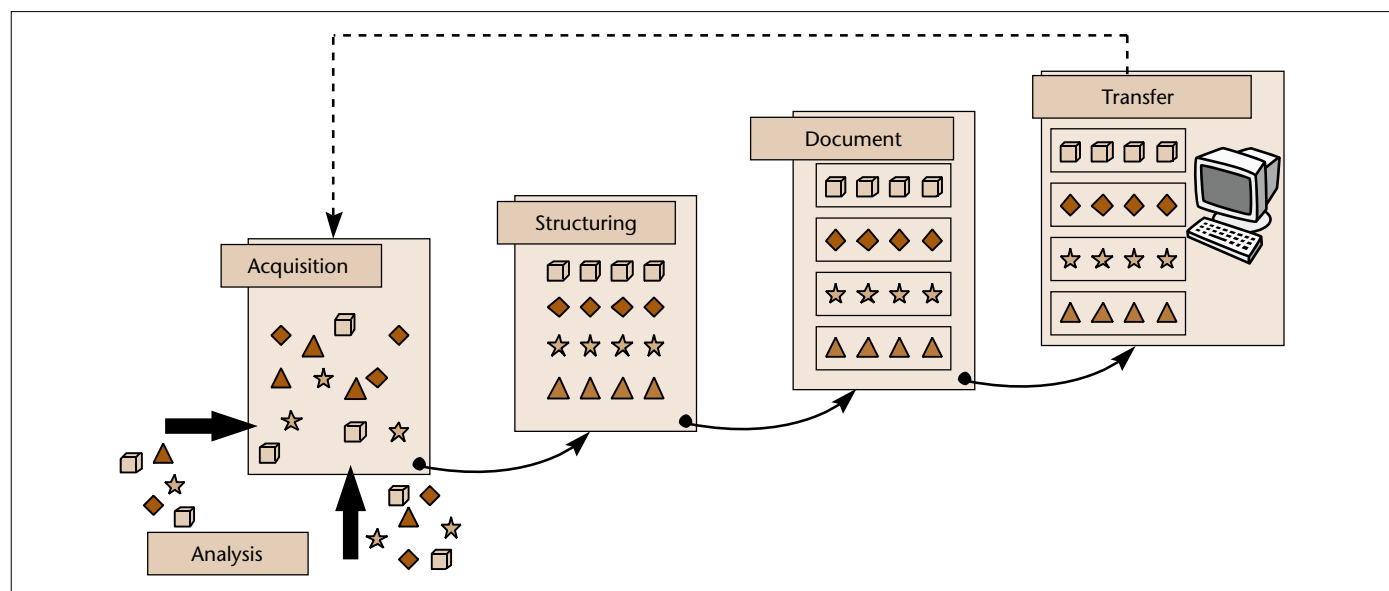 Transfer
Document
Structuring
Acquisition
Analysis